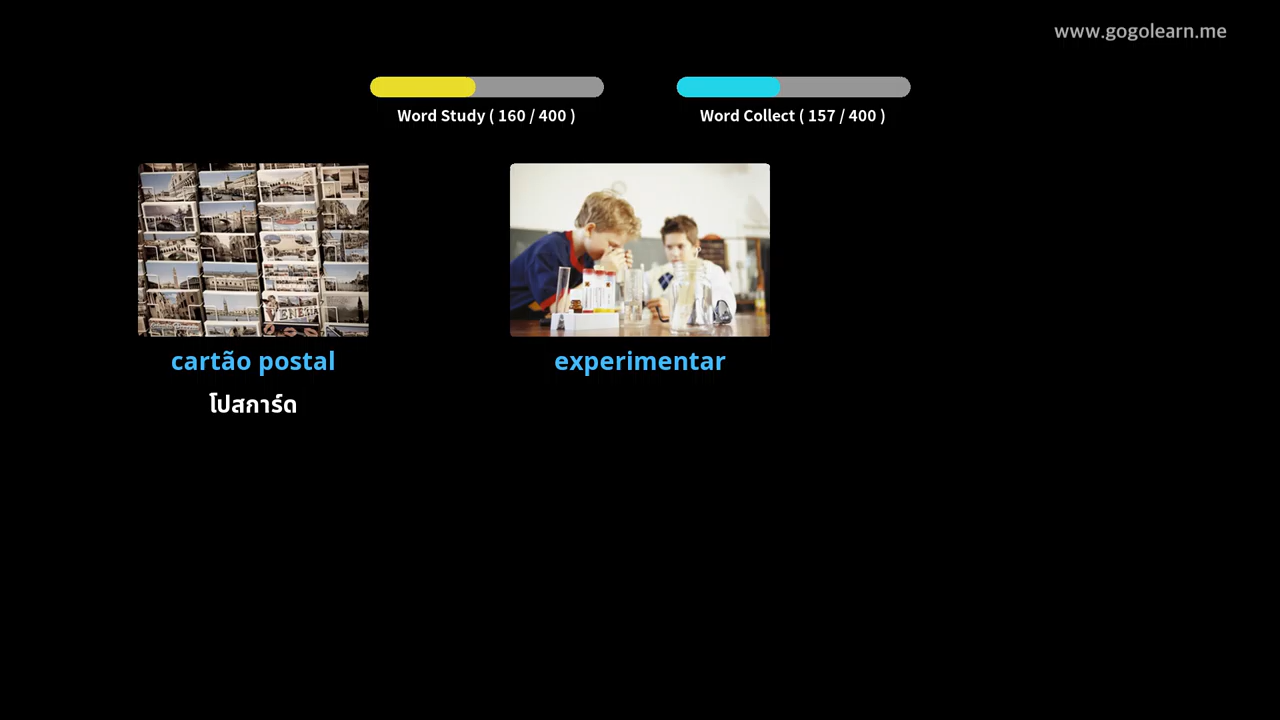 www.gogolearn.me
Word Study ( 160 / 400 )
Word Collect ( 157 / 400 )
cartão postal
experimentar
โปสการ์ด